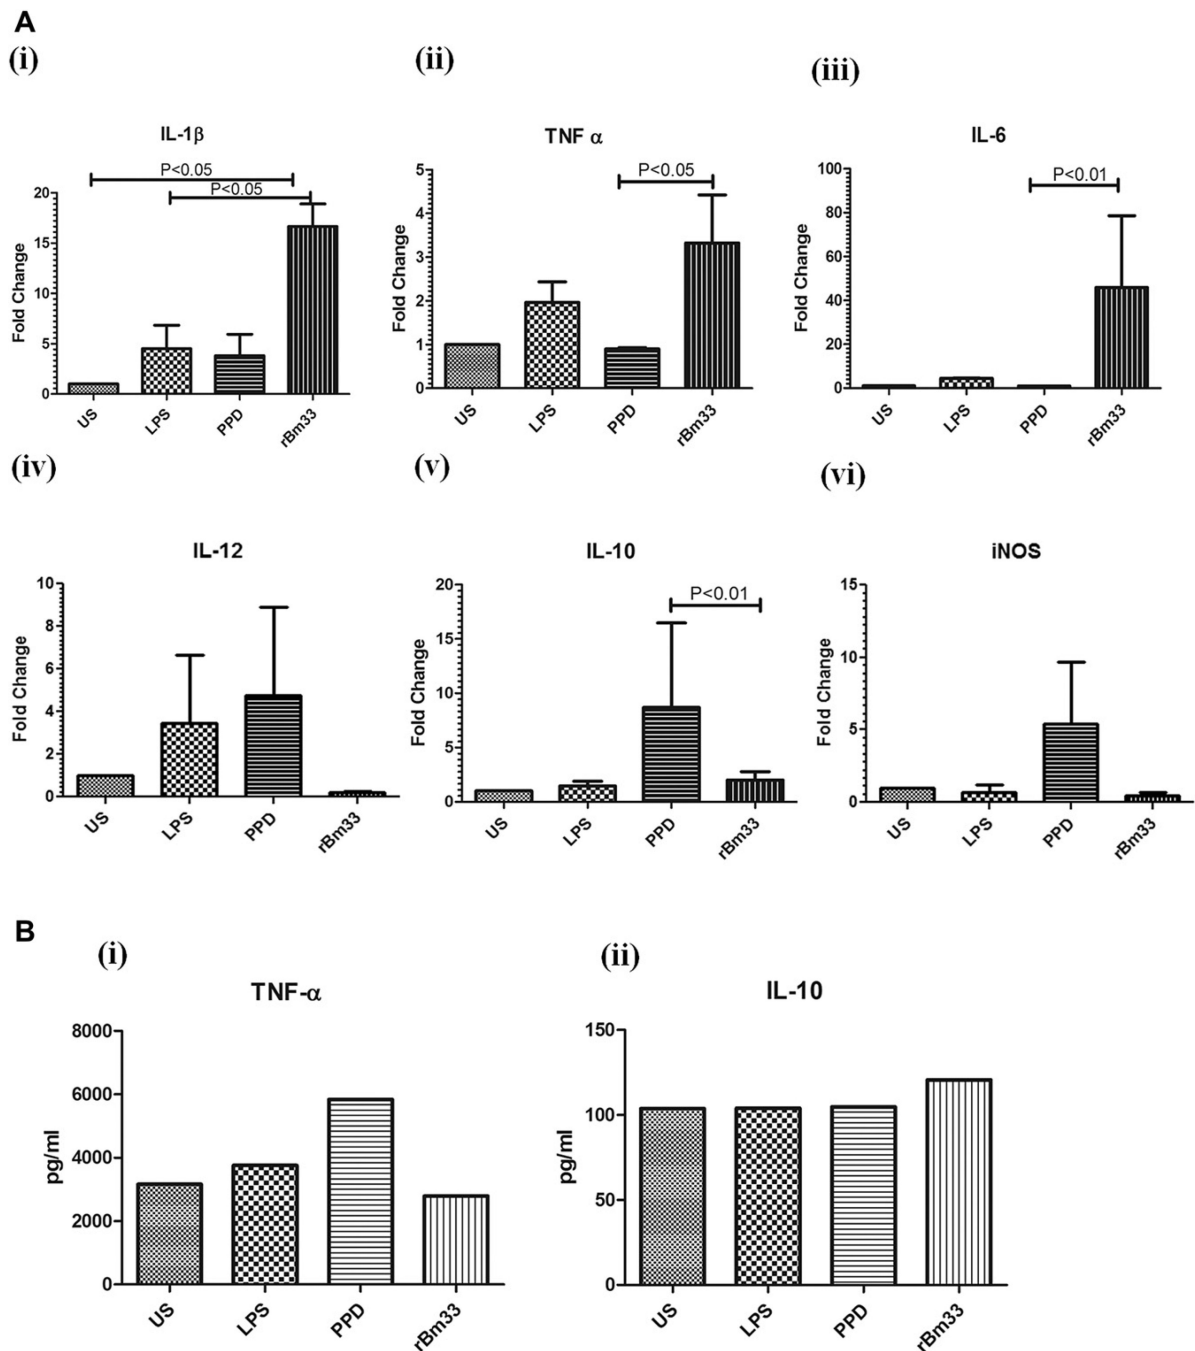 A
(i)
IL-1β
P<0.05
P<0.05
Fold Change
20
15
10
5
0
US
LPS
PPD
rBm33
(ii)
TNF α
P<0.05
Fold Change
5
4
3
2
1
0
US
LPS
PPD
rBm33
(iii)
IL-6
P<0.01
Fold Change
100
80
60
40
20
0
US
LPS
PPD
rBm33
(iv)
IL-12
Fold Change
10
8
6
4
2
0
US
LPS
PPD
rBm33
(v)
IL-10
P<0.01
Fold Change
20
15
10
5
0
US
LPS
PPD
rBm33
(vi)
iNOS
Fold Change
15
10
5
0
US
LPS
PPD
rBm33
B
(i)
TNF-α
pg/ml
8000
6000
4000
2000
0
US
LPS
PPD
rBm33
(ii)
IL-10
pg/ml
150
100
50
0
US
LPS
PPD
rBm33